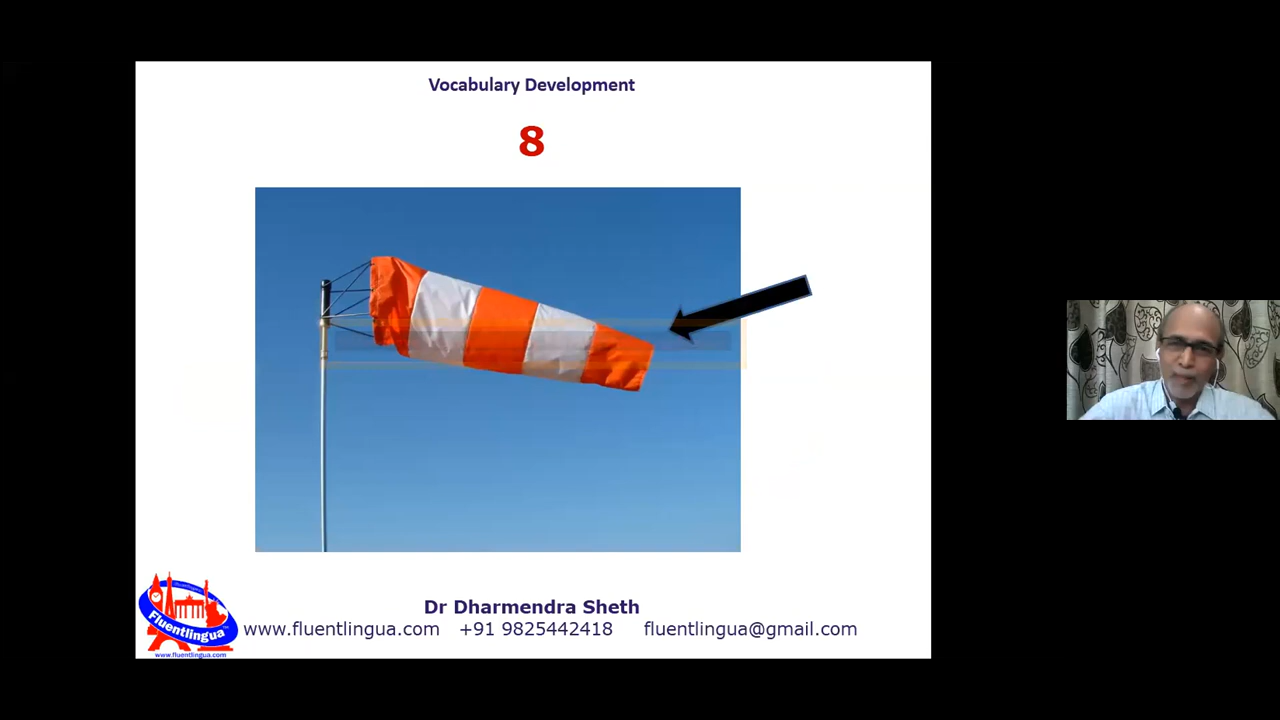 Vocabulary Development
8
Dr Dharmendra Sheth
www.fluentlingua.com +91 9825442418 fluentlingua@gmail.com
Fluentlingua
www.fluentlingua.com